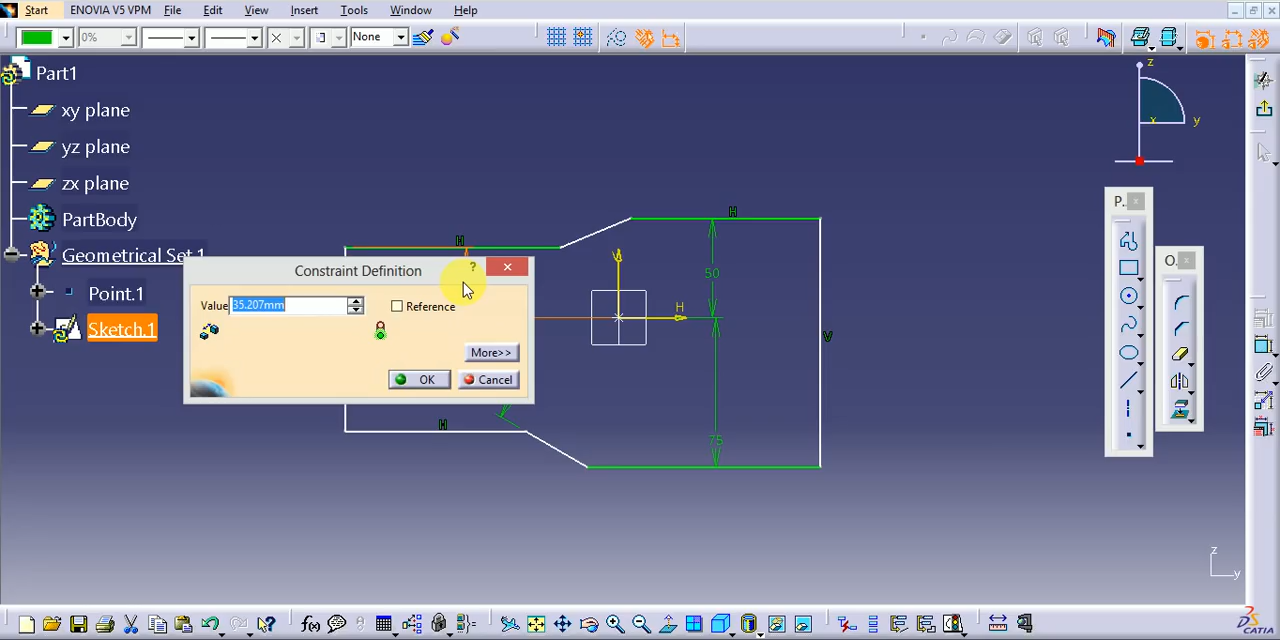 Start ENOVIA V5 VPM File Edit View Insert Tools Window Help
0% None
Part1
xy plane
yz plane
zx plane
PartBody
Geometrical Set.1
Point.1
Sketch.1
Constraint Definition ?
Value 35.207mm Reference
More>>
OK Cancel
H
H
50
V
H
V
75
H
z
x y
P...
O...
z
y
f(x)
DS CATIA